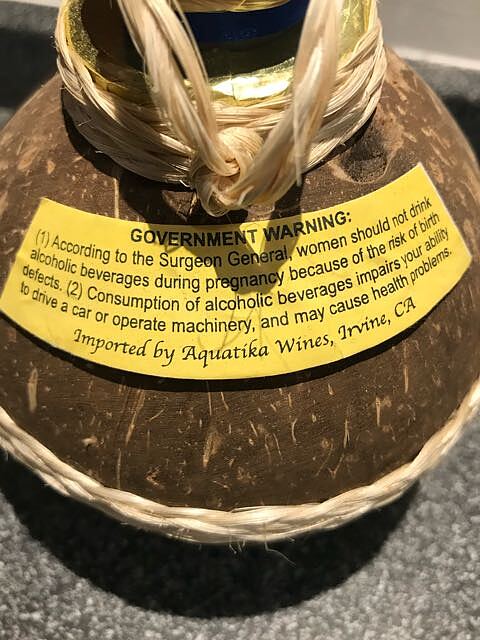 GOVERNMENT WARNING:
(1) According to the Surgeon General, women should not drink
alcoholic beverages during pregnancy because of the risk of birth
defects. (2) Consumption of alcoholic beverages impairs your ability
to drive a car or operate machinery, and may cause health problems.
Imported by Aquatika Wines, Irvine, CA